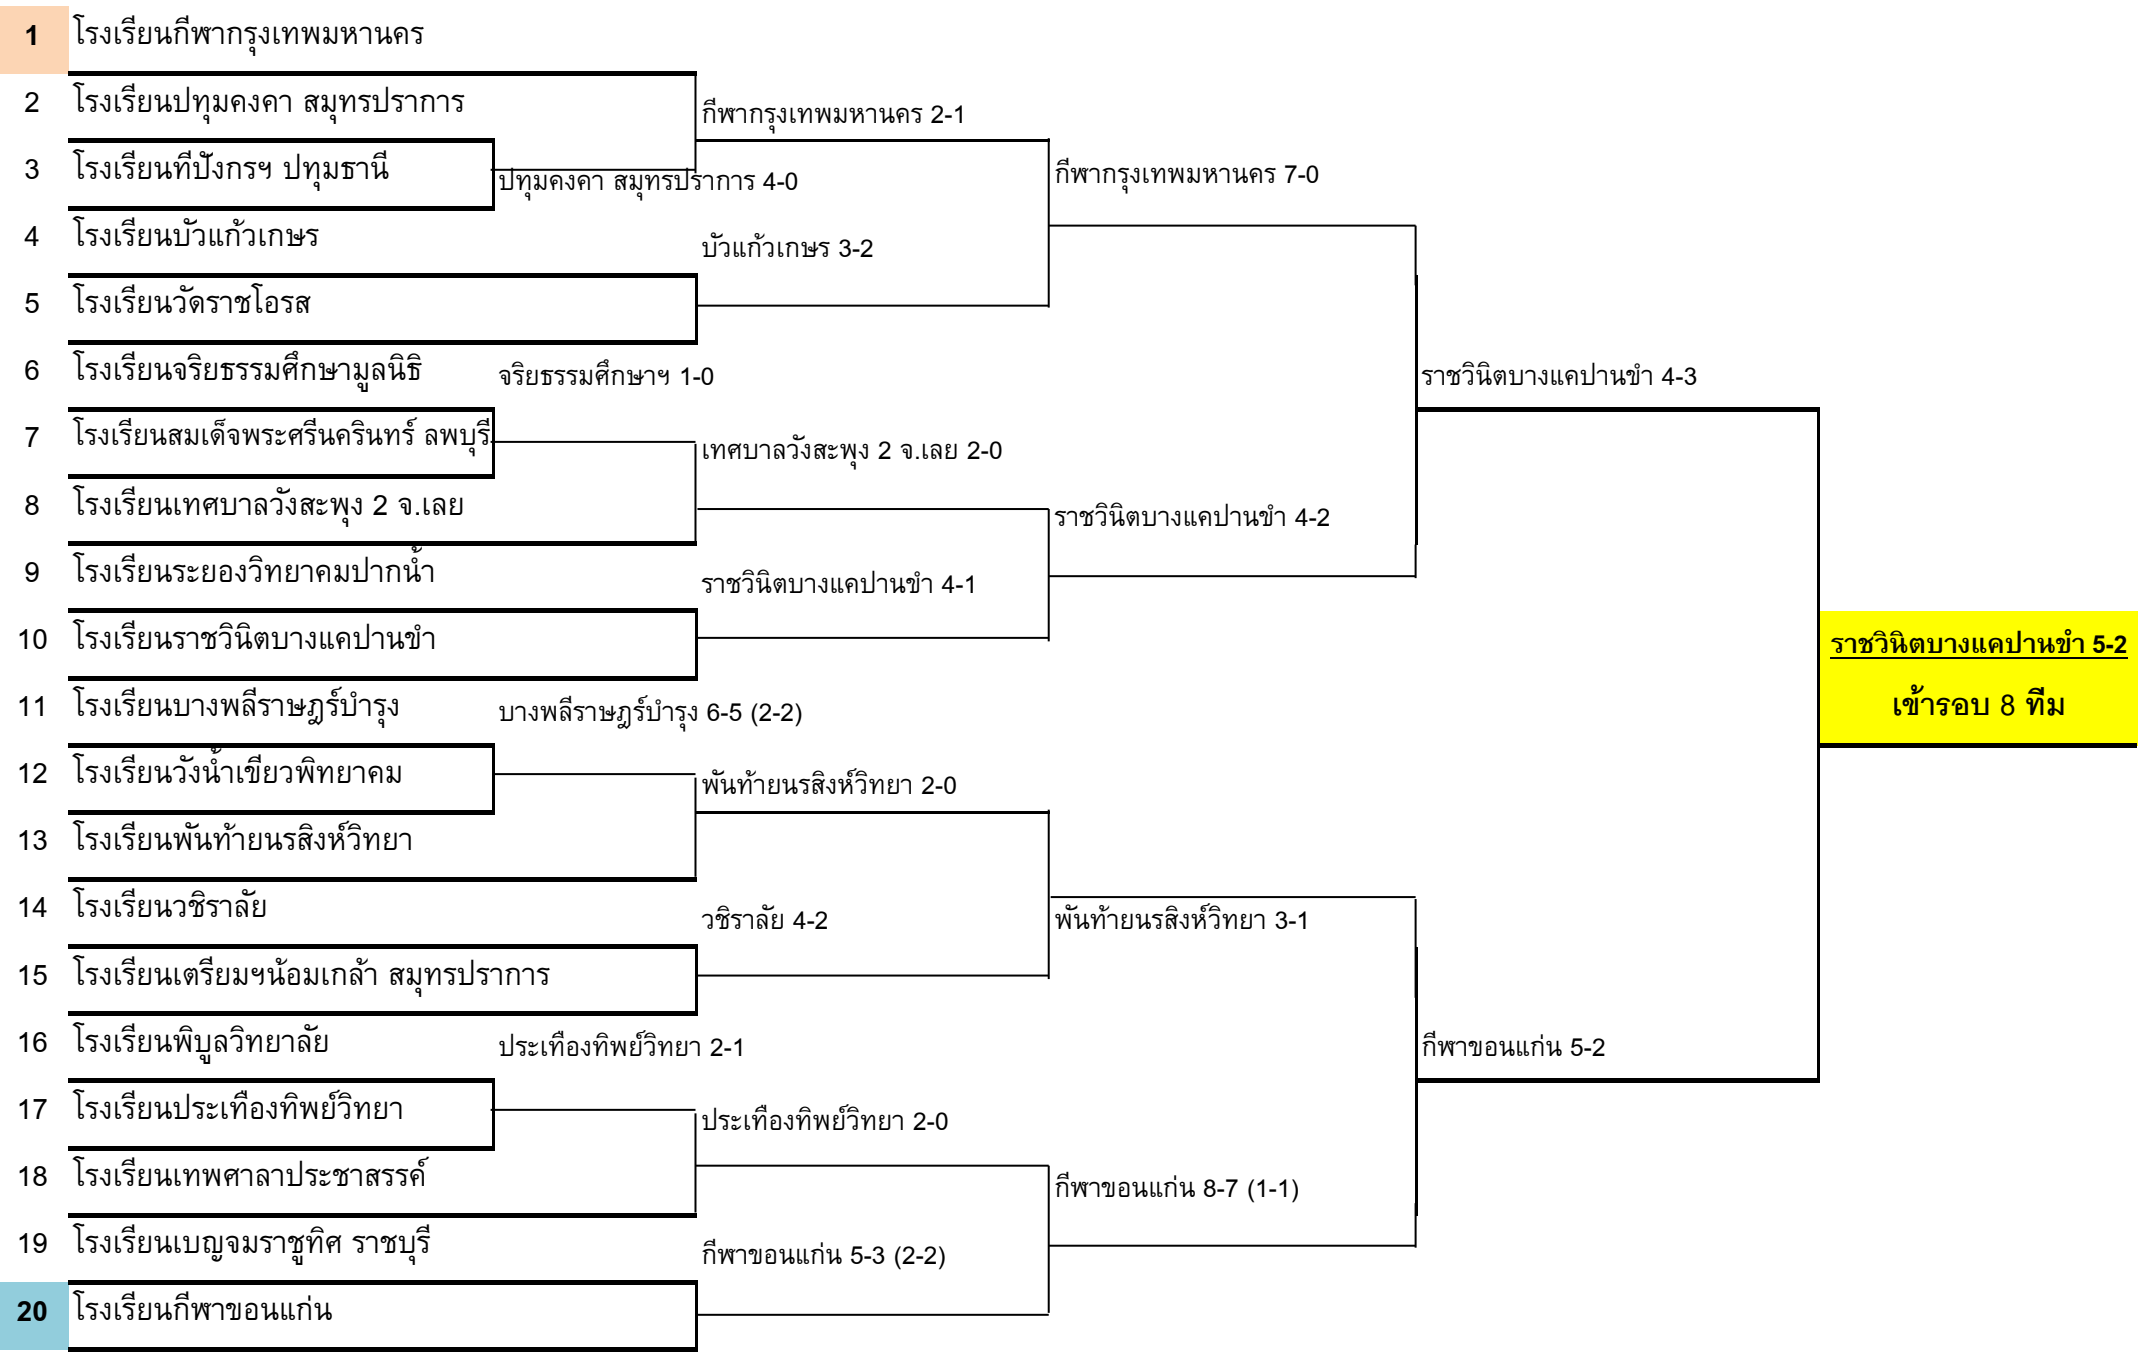 1 โรงเรียนกีฬากรุงเทพมหานคร
2 โรงเรียนปทุมคงคา สมุทรปราการ
กีฬากรุงเทพมหานคร 2-1
3 โรงเรียนทีปังกรฯ ปทุมธานี
ปทุมคงคา สมุทรปราการ 4-0
กีฬากรุงเทพมหานคร 7-0
4 โรงเรียนบัวแก้วเกษร
บัวแก้วเกษร 3-2
5 โรงเรียนวัดราชโอรส
6 โรงเรียนจริยธรรมศึกษามูลนิธิ
จริยธรรมศึกษาฯ 1-0
ราชวินิตบางแคปานขำ 4-3
7 โรงเรียนสมเด็จพระศรีนครินทร์ ลพบุรี
เทศบาลวังสะพุง 2 จ.เลย 2-0
8 โรงเรียนเทศบาลวังสะพุง 2 จ.เลย
ราชวินิตบางแคปานขำ 4-2
9 โรงเรียนระยองวิทยาคมปากน้ำ
ราชวินิตบางแคปานขำ 4-1
10 โรงเรียนราชวินิตบางแคปานขำ
ราชวินิตบางแคปานขำ 5-2
11 โรงเรียนบางพลีราษฎร์บำรุง
บางพลีราษฎร์บำรุง 6-5 (2-2)
เข้ารอบ 8 ทีม
12 โรงเรียนวังน้ำเขียวพิทยาคม
พันท้ายนรสิงห์วิทยา 2-0
13 โรงเรียนพันท้ายนรสิงห์วิทยา
14 โรงเรียนวชิราลัย
วชิราลัย 4-2
พันท้ายนรสิงห์วิทยา 3-1
15 โรงเรียนเตรียมฯน้อมเกล้า สมุทรปราการ
16 โรงเรียนพิบูลวิทยาลัย
ประเทืองทิพย์วิทยา 2-1
กีฬาขอนแก่น 5-2
17 โรงเรียนประเทืองทิพย์วิทยา
ประเทืองทิพย์วิทยา 2-0
18 โรงเรียนเทพศาลาประชาสรรค์
กีฬาขอนแก่น 8-7 (1-1)
19 โรงเรียนเบญจมราชูทิศ ราชบุรี
กีฬาขอนแก่น 5-3 (2-2)
20 โรงเรียนกีฬาขอนแก่น